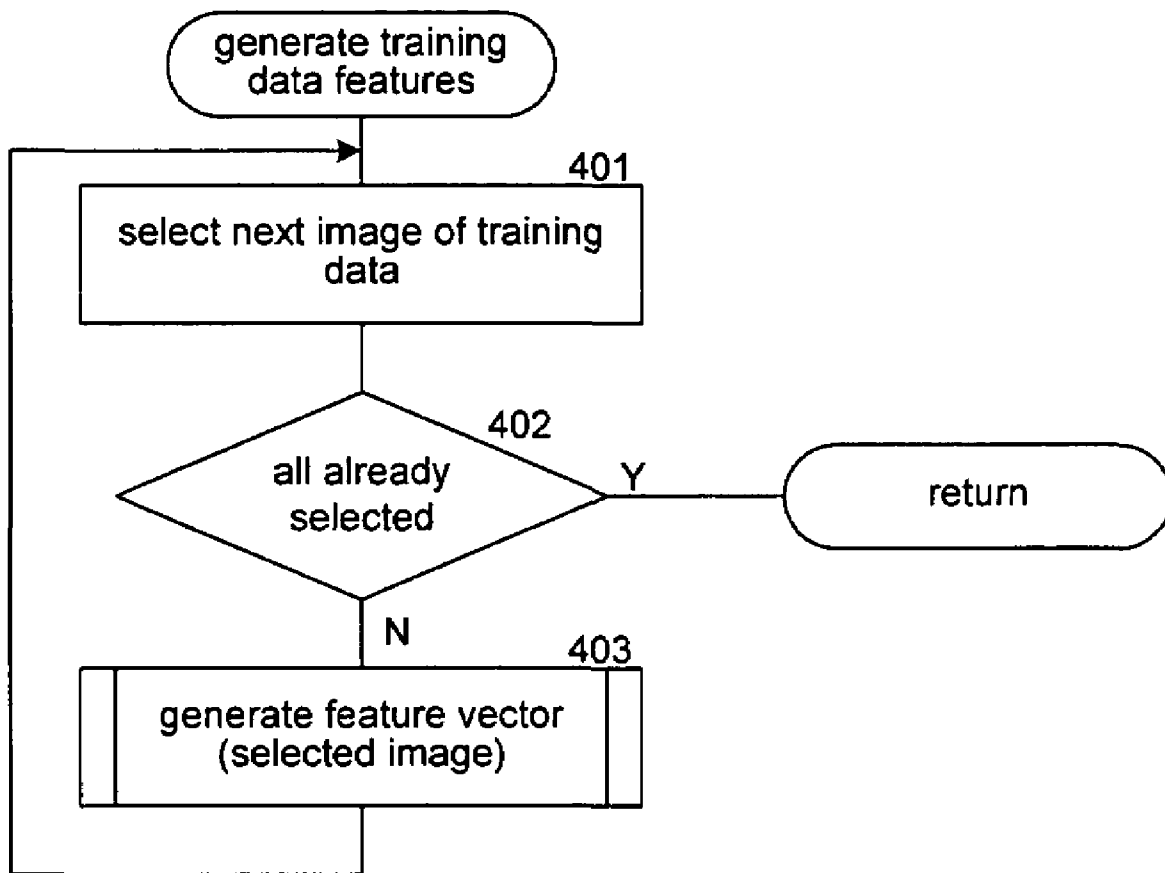 generate training
data features
401
select next image of training
data
402
all already
selected
Y
return
N
403
generate feature vector
(selected image)